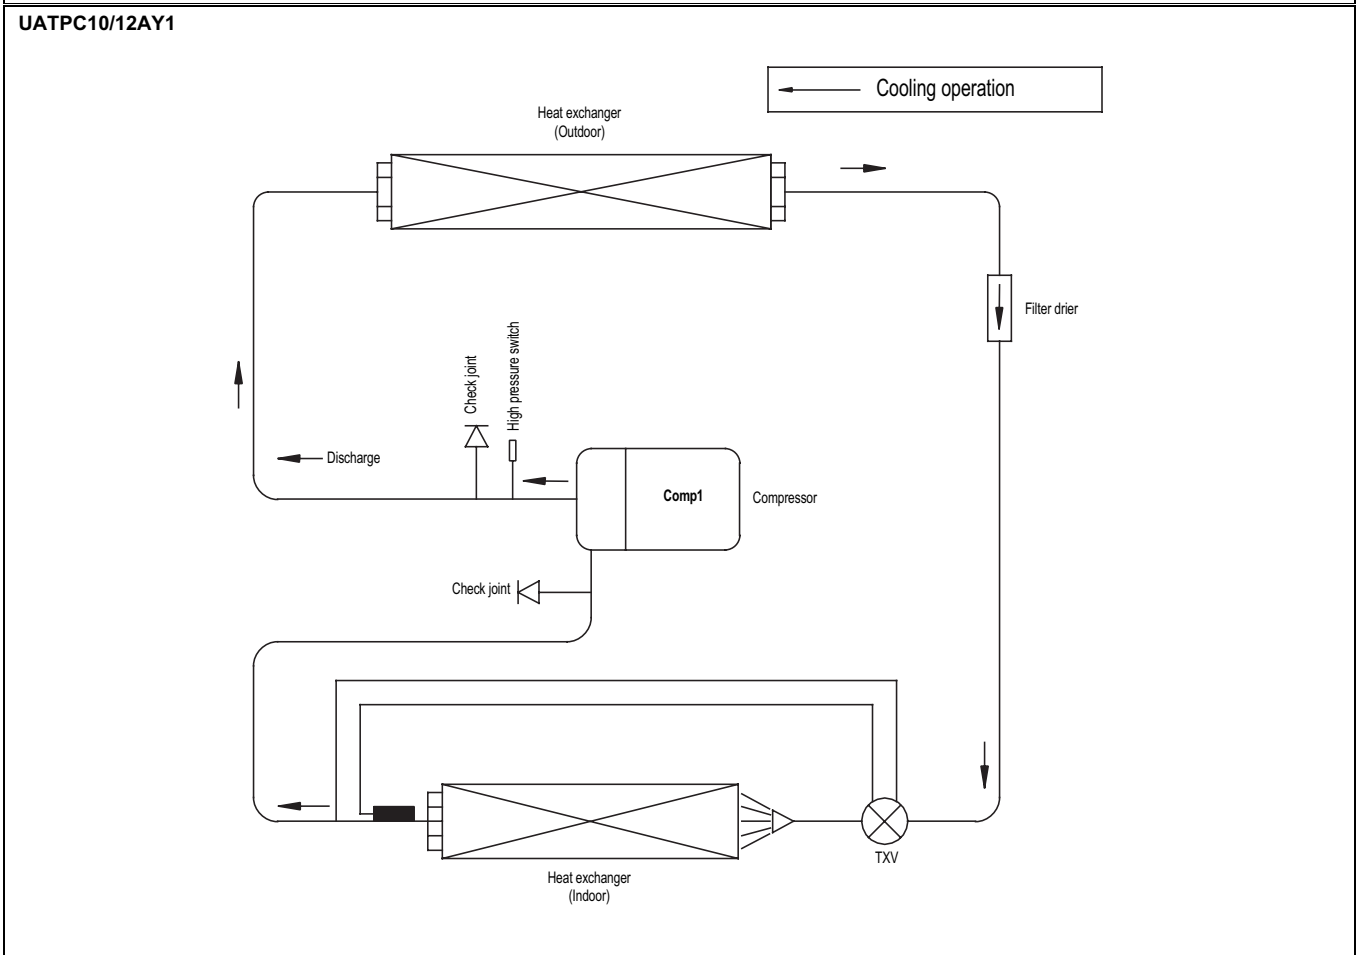 UATPC10/12AY1
Cooling operation
Heat exchanger
(Outdoor)
Filter drier
Check joint
High pressure switch
Discharge
Comp1
Compressor
Check joint
TXV
Heat exchanger
(Indoor)